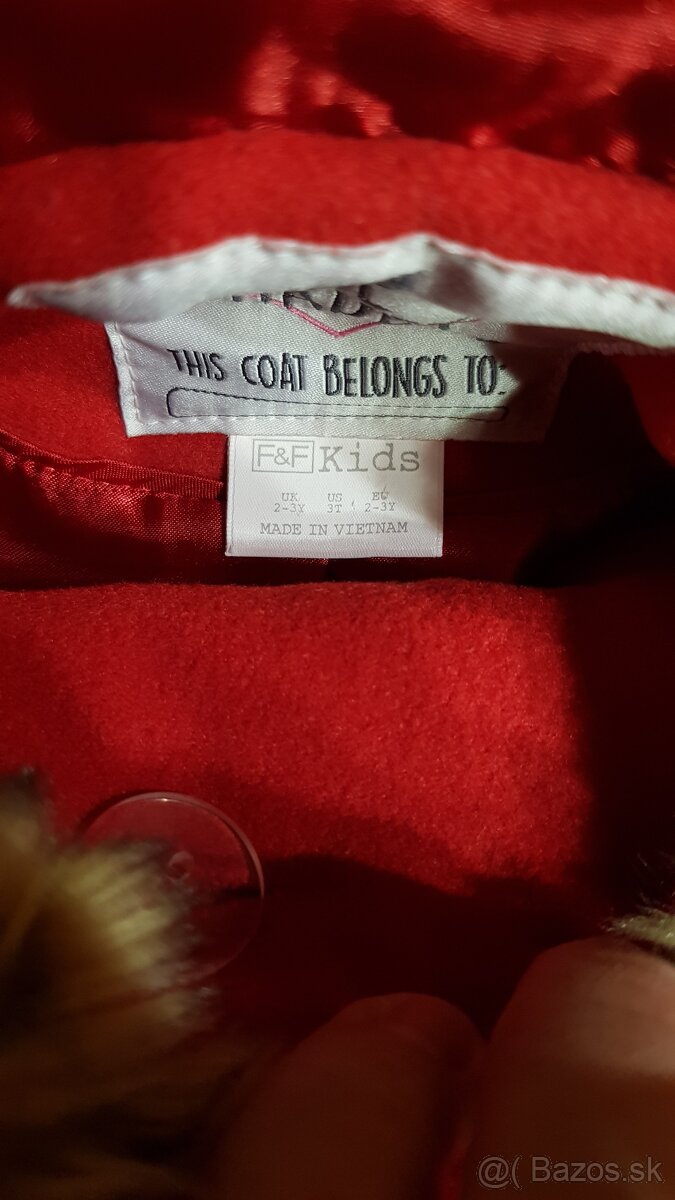 THIS COAT BELONGS TO:
F&F Kids
UK US EU
2-3Y 3T 2-3Y
MADE IN VIETNAM
@( Bazos.sk